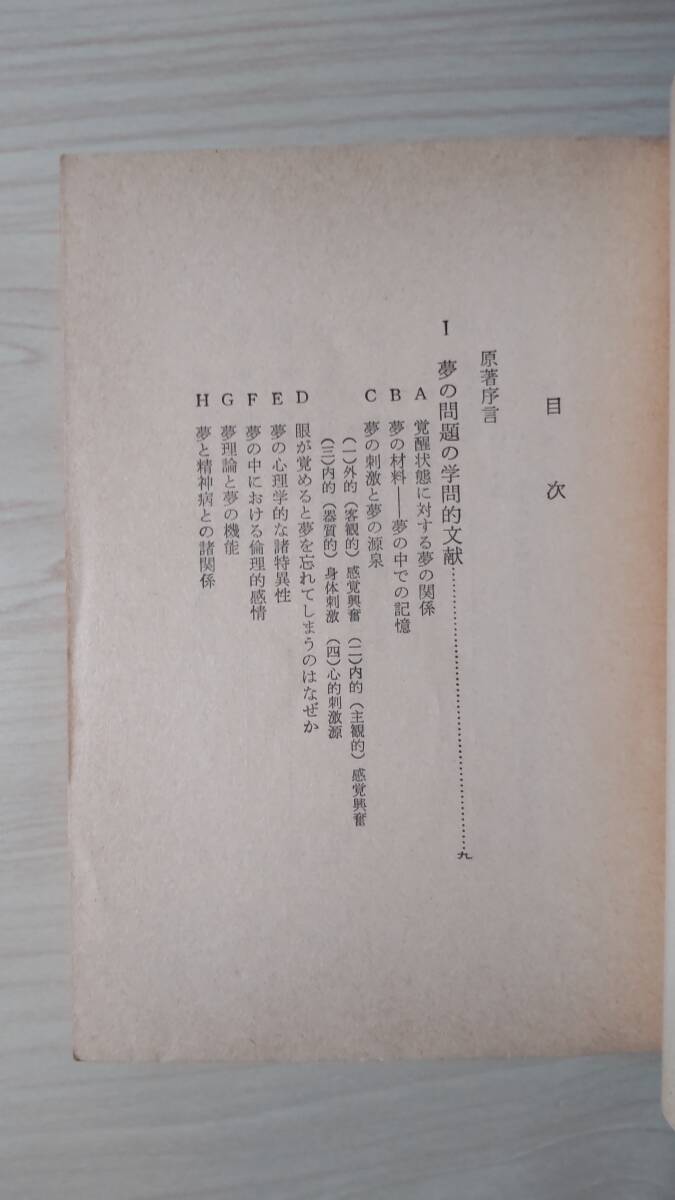 目次
原著序言
I 夢の問題の学問的文献……………………………………九
A 覚醒状態に対する夢の関係
B 夢の材料――夢の中での記憶
C 夢の刺激と夢の源泉
(一)外的(客観的)感覚興奮 (二)内的(主観的)感覚興奮
(三)内的(器質的)身体刺激 (四)心的刺激源
D 眼が覚めると夢を忘れてしまうのはなぜか
E 夢の心理学的な諸特異性
F 夢の中における倫理的感情
G 夢理論と夢の機能
H 夢と精神病との諸関係